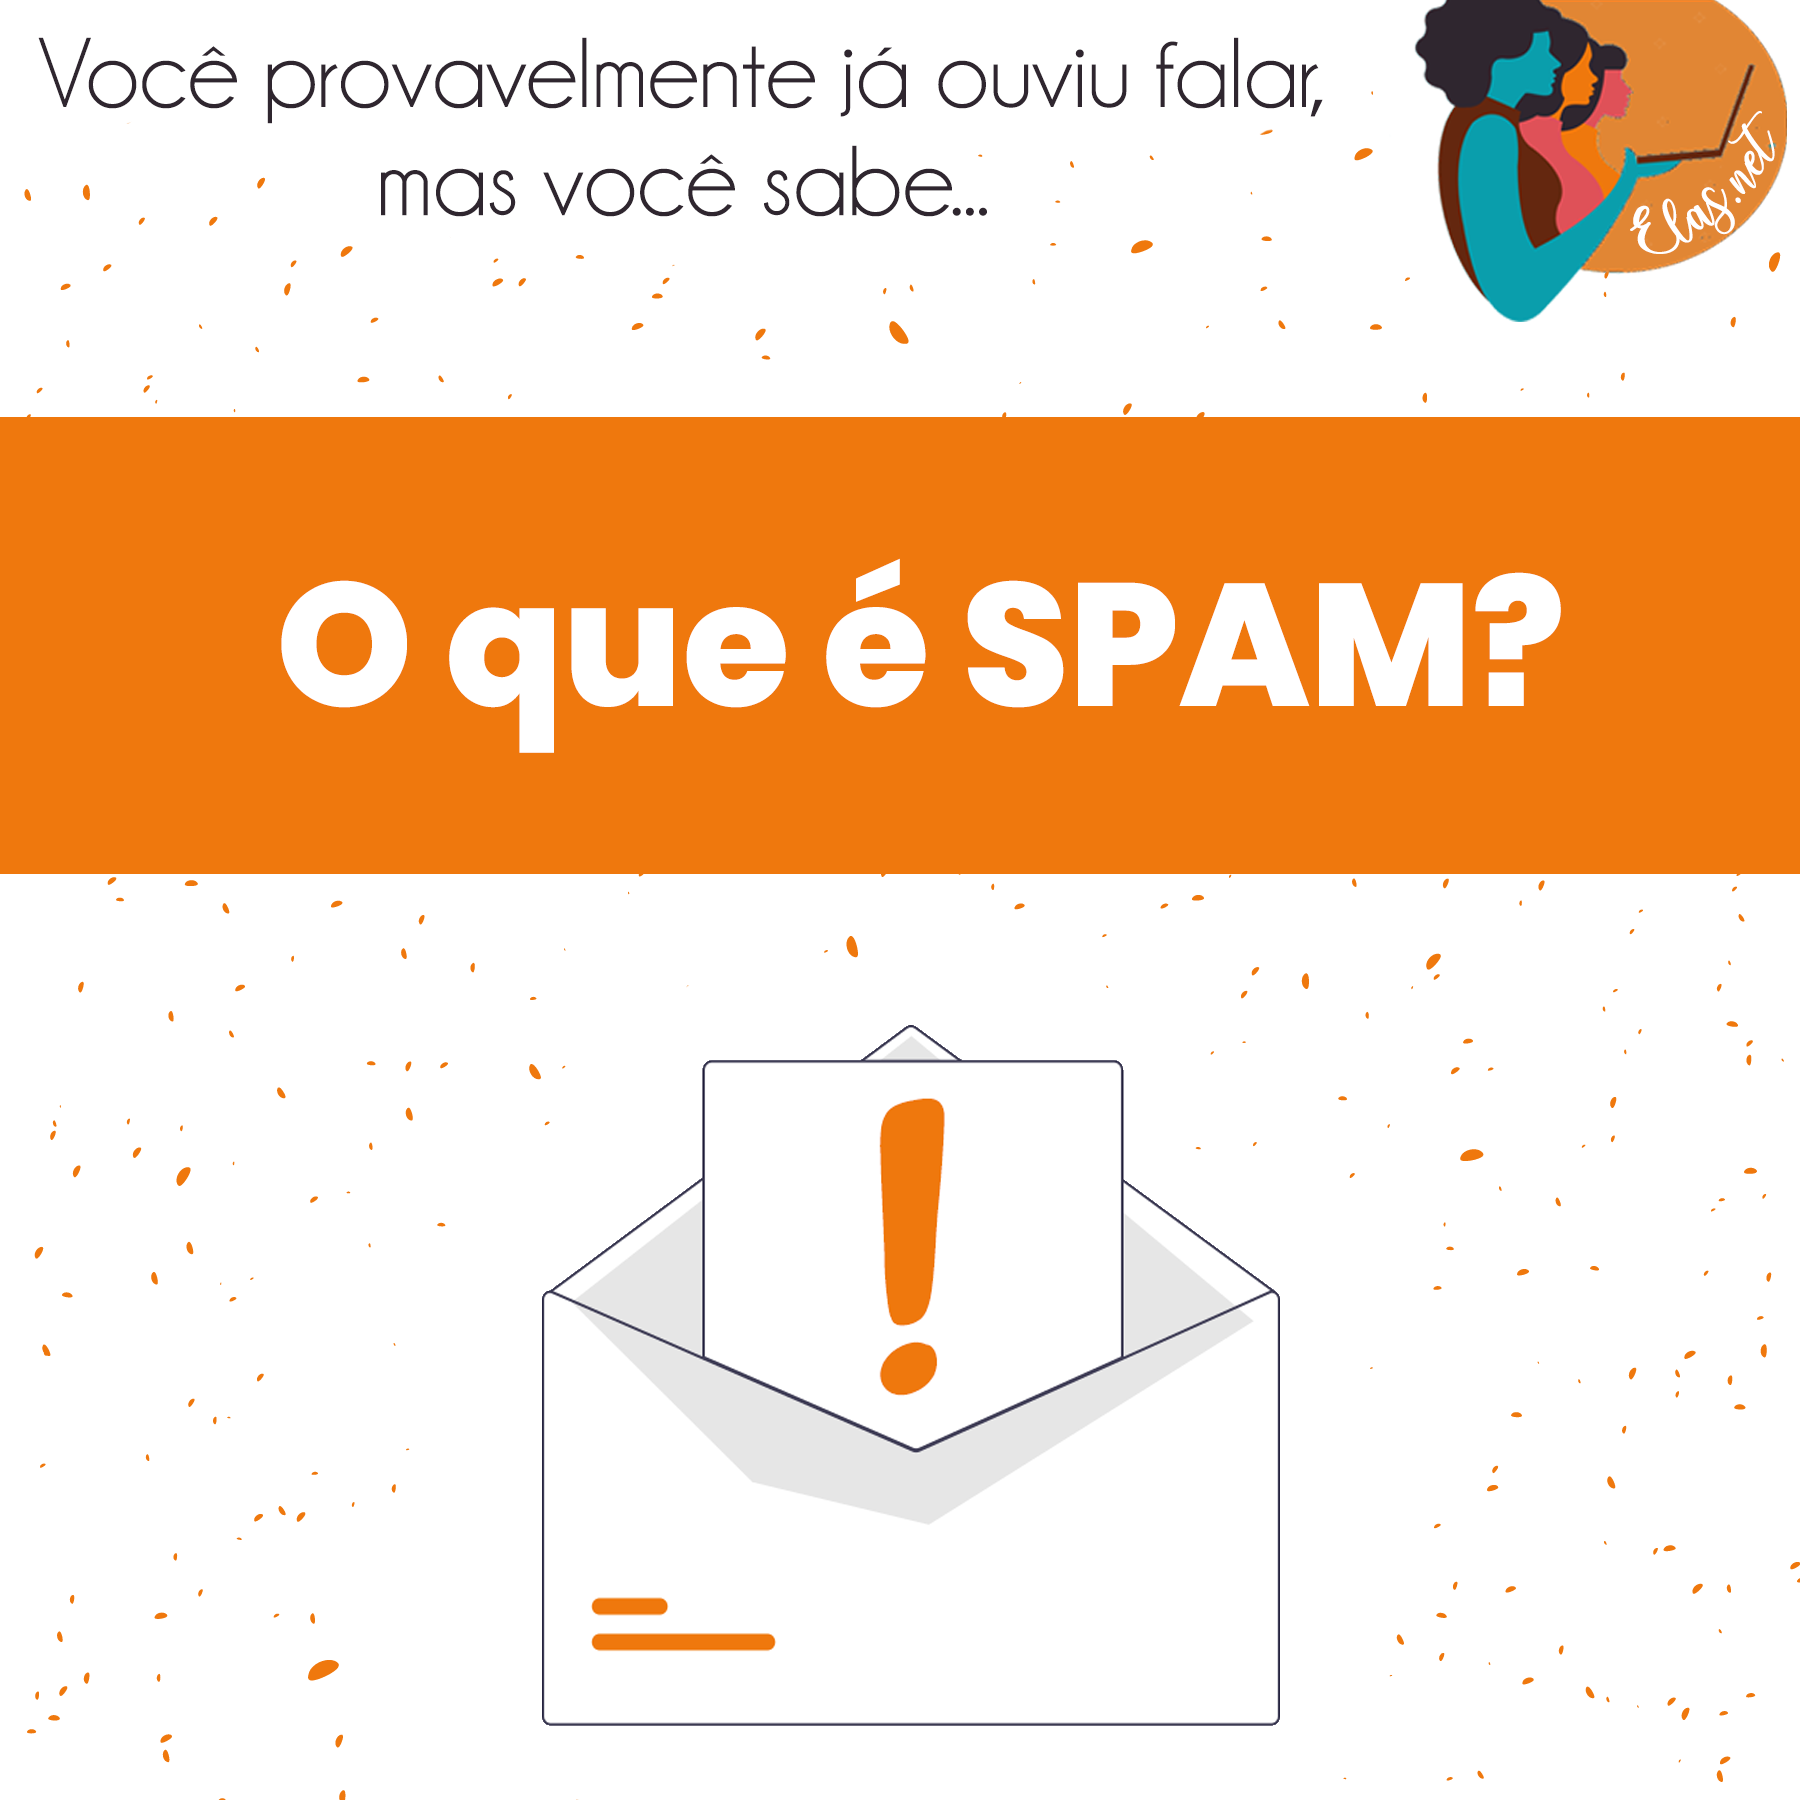 Você provavelmente já ouviu falar,
mas você sabe...
Elas.net
O que é SPAM?
!